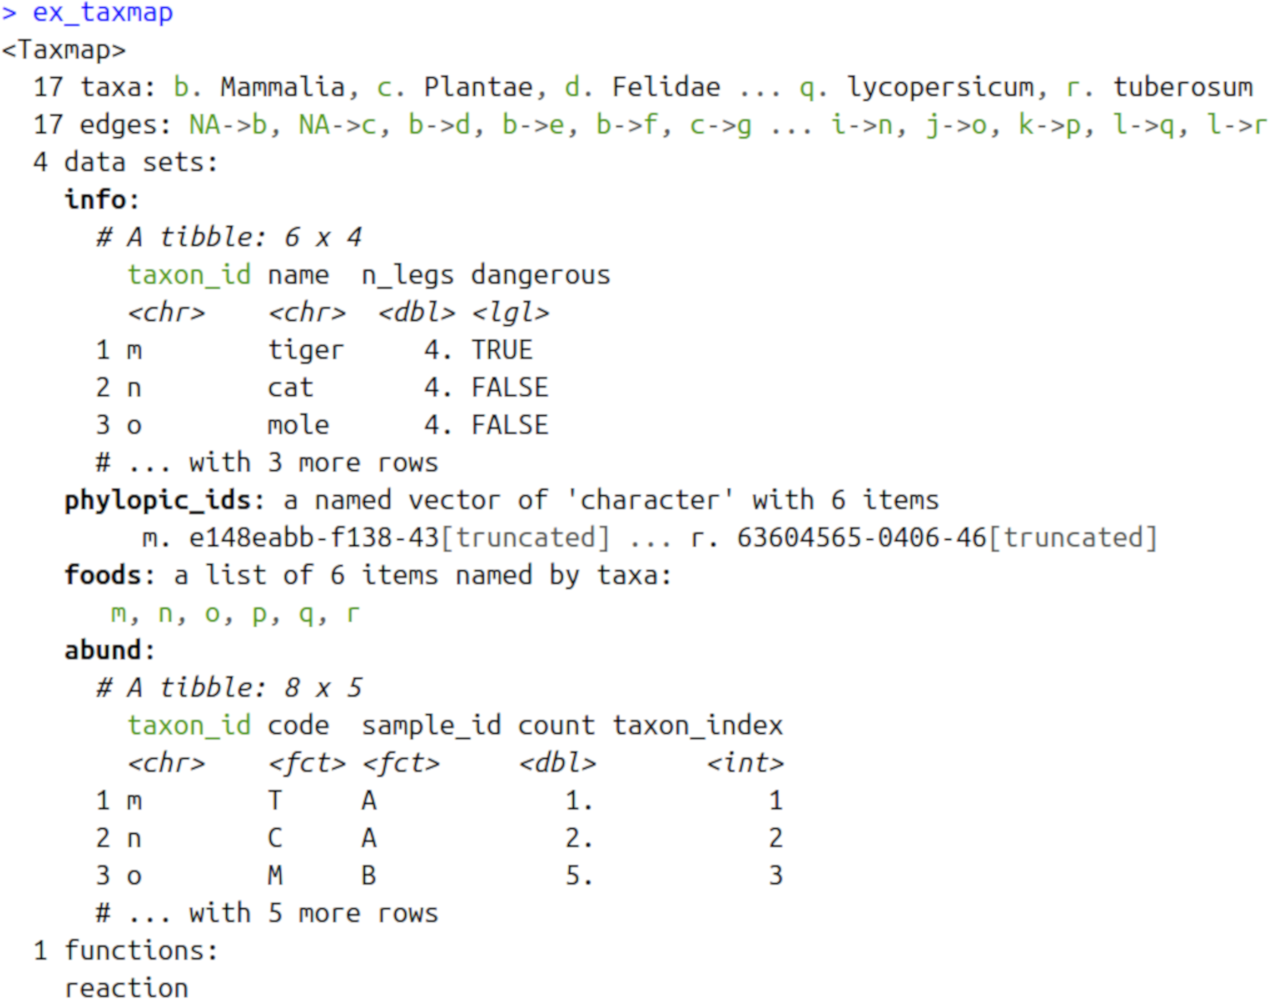 > ex_taxmap
<Taxmap>
17 taxa: b. Mammalia, c. Plantae, d. Felidae ... q. lycopersicum, r. tuberosum
17 edges: NA->b, NA->c, b->d, b->e, b->f, c->g ... i->n, j->o, k->p, l->q, l->r
4 data sets:
info:
# A tibble: 6 x 4
taxon_id name n_legs dangerous
<chr> <chr> <dbl> <lgl>
1 m tiger 4. TRUE
2 n cat 4. FALSE
3 o mole 4. FALSE
# ... with 3 more rows
phylopic_ids: a named vector of 'character' with 6 items
m. e148eabb-f138-43[truncated] ... r. 63604565-0406-46[truncated]
foods: a list of 6 items named by taxa:
m, n, o, p, q, r
abund:
# A tibble: 8 x 5
taxon_id code sample_id count taxon_index
<chr> <fct> <fct> <dbl> <int>
1 m T A 1. 1
2 n C A 2. 2
3 o M B 5. 3
# ... with 5 more rows
1 functions:
reaction